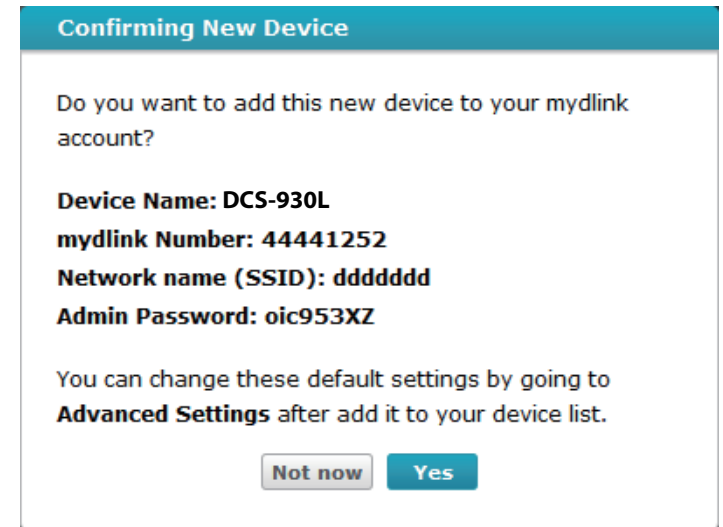 Confirming New Device
Do you want to add this new device to your mydlink
account?
Device Name: DCS-930L
mydlink Number: 44441252
Network name (SSID): ddddddd
Admin Password: oic953XZ
You can change these default settings by going to
Advanced Settings after add it to your device list.
Not now Yes